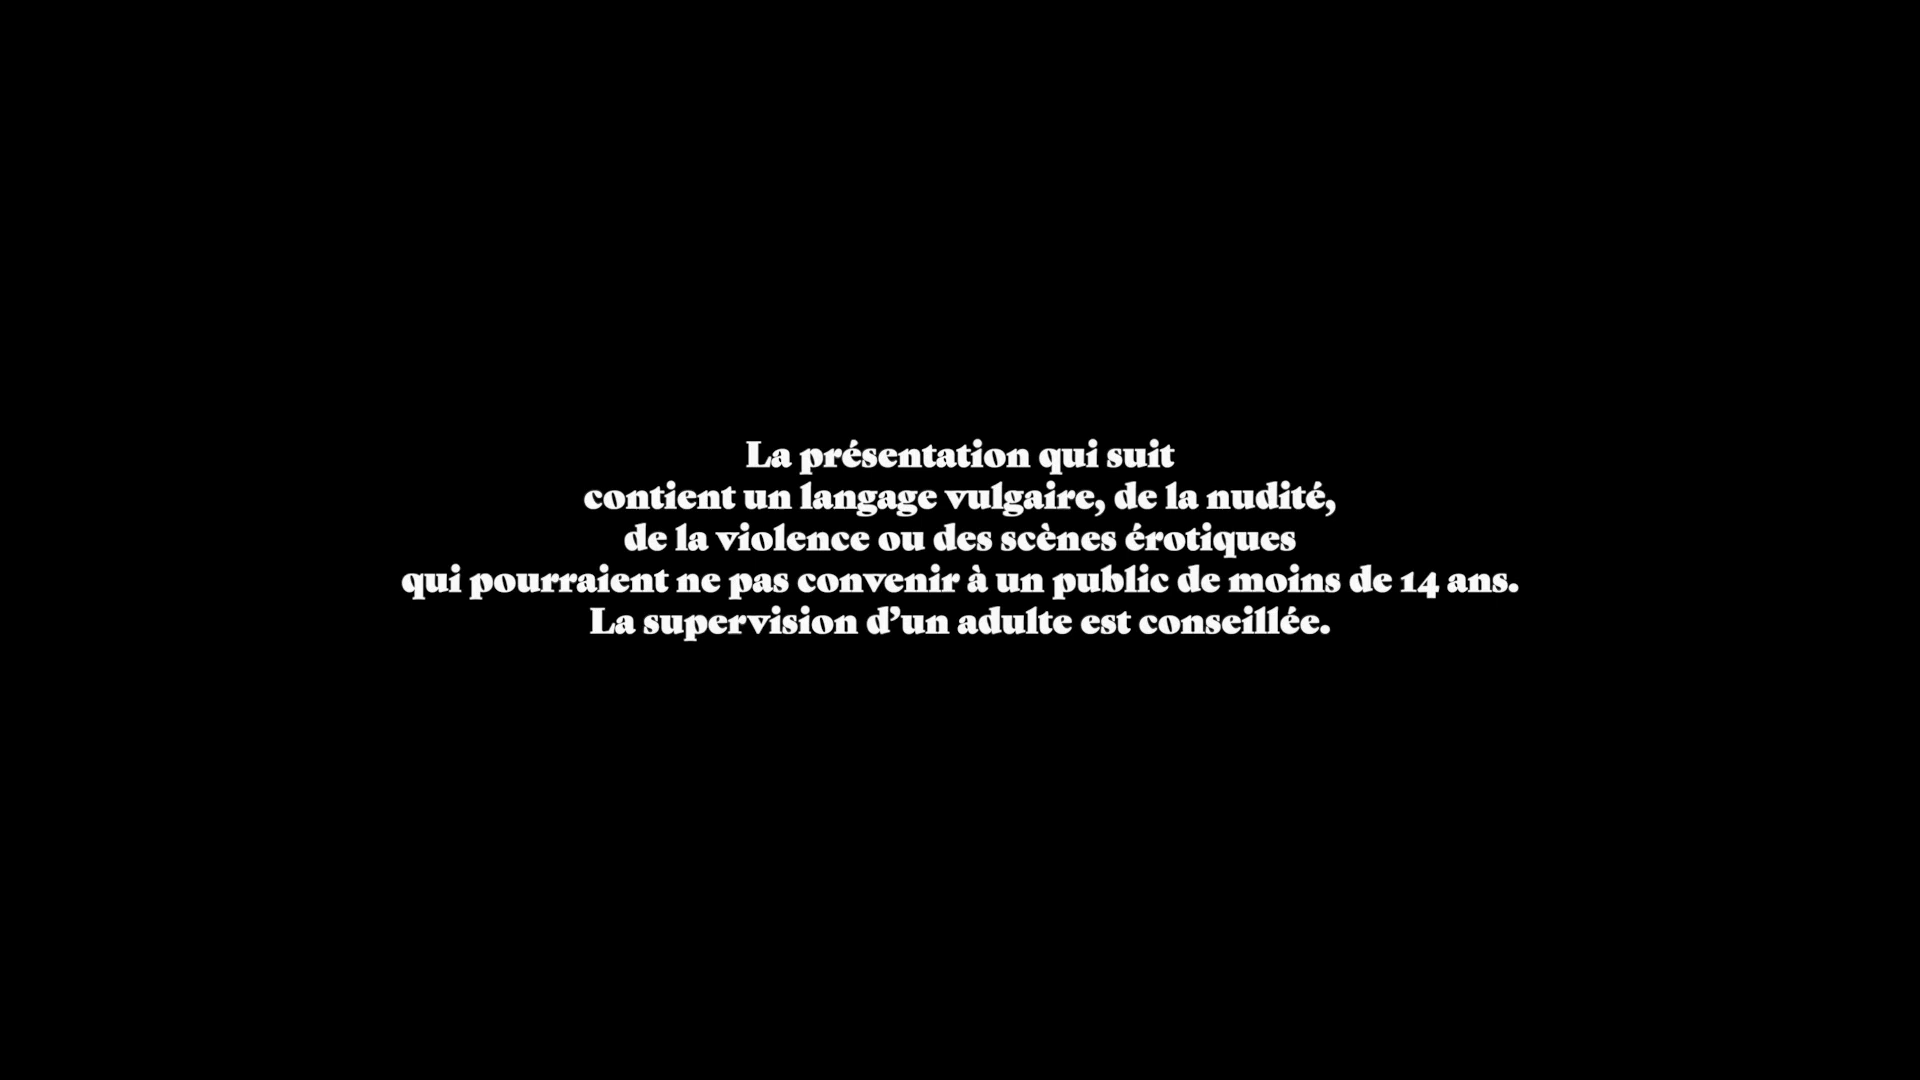 La présentation qui suit
contient un langage vulgaire, de la nudité,
de la violence ou des scènes érotiques
qui pourraient ne pas convenir à un public de moins de 14 ans.
La supervision d’un adulte est conseillée.